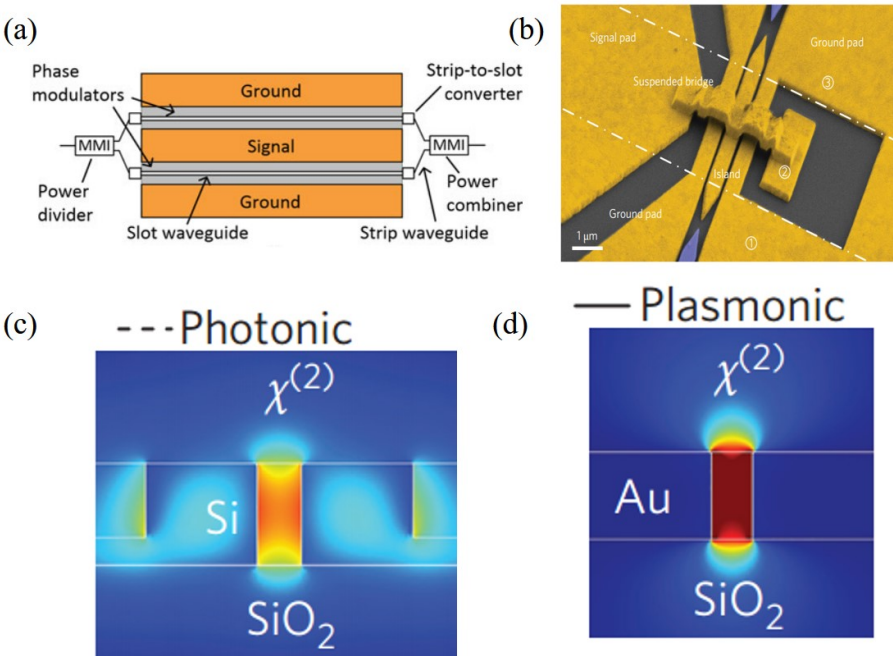 (a)
Phase
modulators
Ground
Strip-to-slot
converter
MMI
Signal
MMI
Power
divider
Ground
Power
combiner
Slot waveguide
Strip waveguide
(b)
Signal pad
Ground pad
③
Suspended bridge
②
Island
Ground pad
①
1 μm
(c)
--- Photonic
χ(2)
Si
SiO2
(d)
— Plasmonic
χ(2)
Au
SiO2